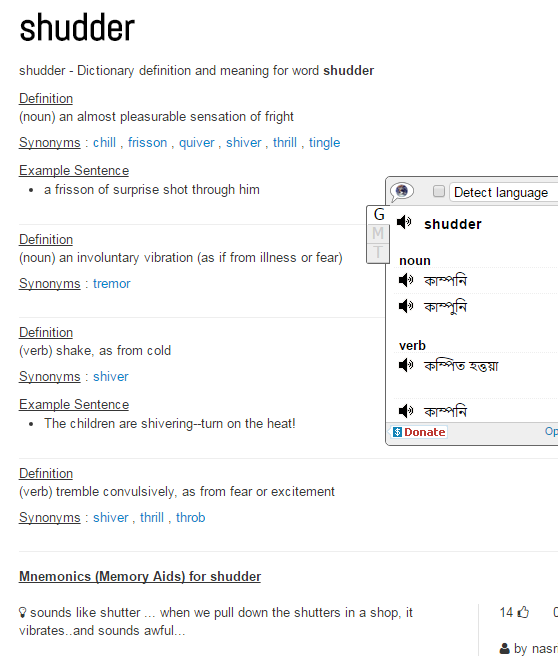 shudder
shudder - Dictionary definition and meaning for word shudder
Definition
(noun) an almost pleasurable sensation of fright
Synonyms : chill , frisson , quiver , shiver , thrill , tingle
Example Sentence
• a frisson of surprise shot through him
Definition
(noun) an involuntary vibration (as if from illness or fear)
Synonyms : tremor
Definition
(verb) shake, as from cold
Synonyms : shiver
Example Sentence
• The children are shivering--turn on the heat!
Definition
(verb) tremble convulsively, as from fear or excitement
Synonyms : shiver , thrill , throb
Mnemonics (Memory Aids) for shudder
sounds like shutter ... when we pull down the shutters in a shop, it
vibrates..and sounds awful...
14
0
by nasr
Detect language
G
M
T
shudder
noun
কাম্পনি
কাম্পুনি
verb
কম্পিত হত্তয়া
কাম্পনি
Donate
Op